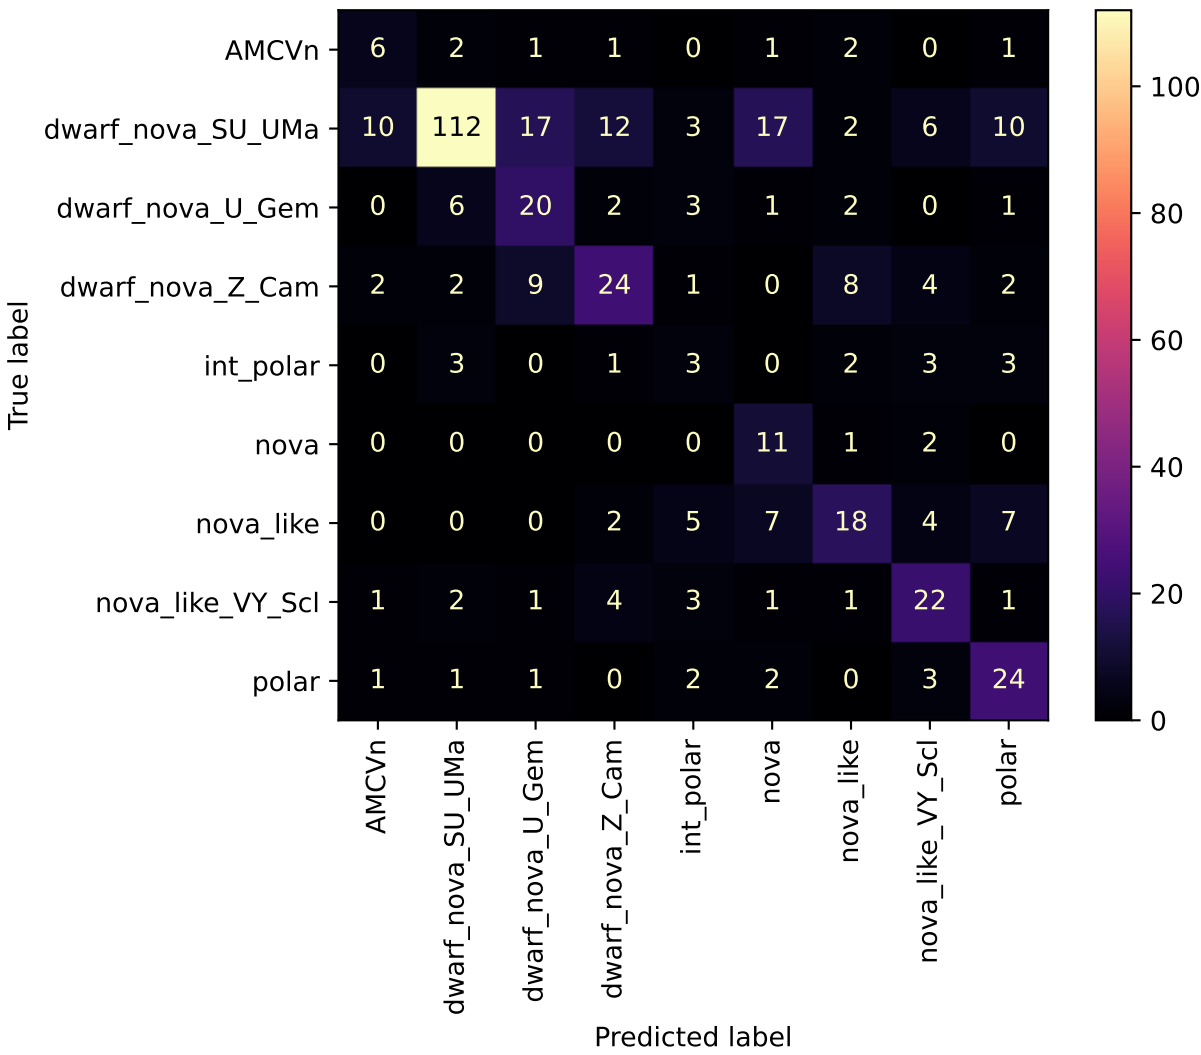 AMCVn 6 2 1 1 0 1 2 0 1
dwarf_nova_SU_UMa 10 112 17 12 3 17 2 6 10
dwarf_nova_U_Gem 0 6 20 2 3 1 2 0 1
dwarf_nova_Z_Cam 2 2 9 24 1 0 8 4 2
int_polar 0 3 0 1 3 0 2 3 3
nova 0 0 0 0 0 11 1 2 0
nova_like 0 0 0 2 5 7 18 4 7
nova_like_VY_Scl 1 2 1 4 3 1 1 22 1
polar 1 1 1 0 2 2 0 3 24
True label
AMCVn
dwarf_nova_SU_UMa
dwarf_nova_U_Gem
dwarf_nova_Z_Cam
int_polar
nova
nova_like
nova_like_VY_Scl
polar
Predicted label
100
80
60
40
20
0